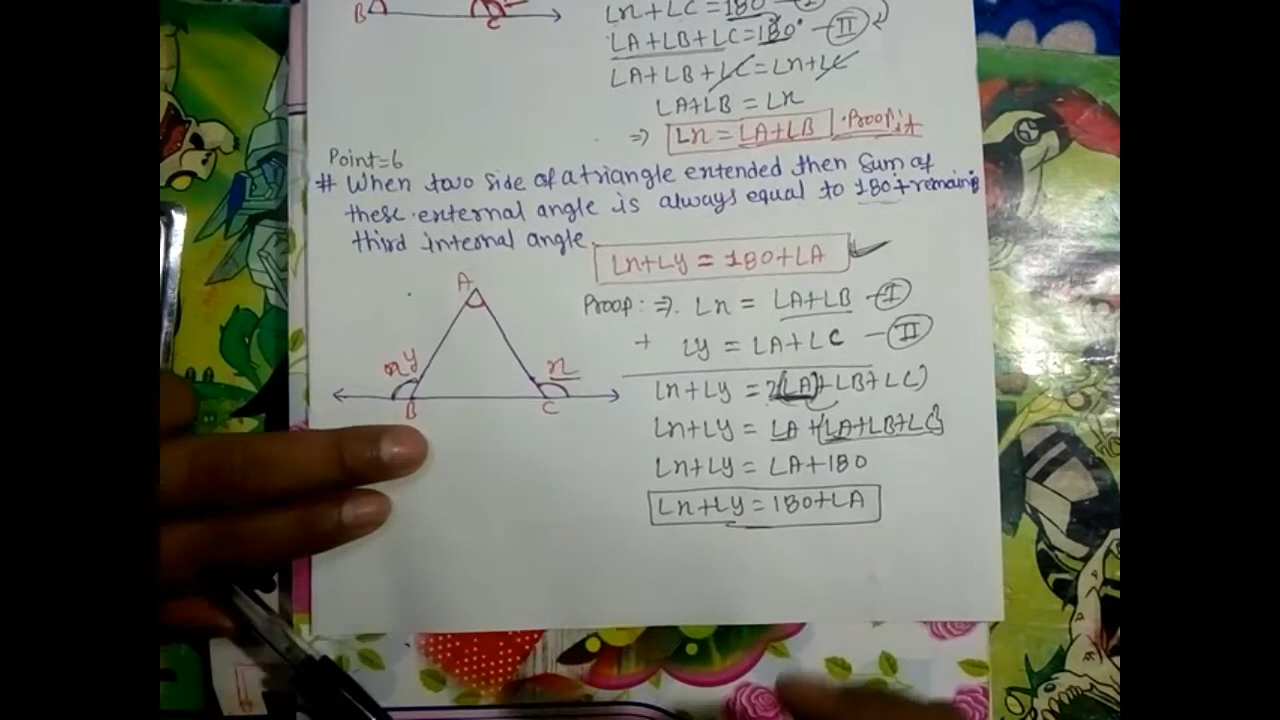 B C
∠x+∠C=180° -I
∠A+∠B+∠C=180° -II
∠A+∠B+∠C=∠x+∠C
∠A+∠B = ∠x
⇒ ∠x = ∠A+∠B . Proof it
Point=6
# When two side of a triangle extended then sum of
these external angle is always equal to 180+remaining
third internal angle.
∠x+∠y = 180+∠A
Proof: ⇒ ∠x = ∠A+∠B -I
+ ∠y = ∠A+∠C -II
∠x+∠y = 2(∠A)+∠B+∠C)
∠x+∠y = ∠A+(∠A+∠B+∠C)
∠x+∠y = ∠A+180
∠x+∠y = 180+∠A
A
y x
B C